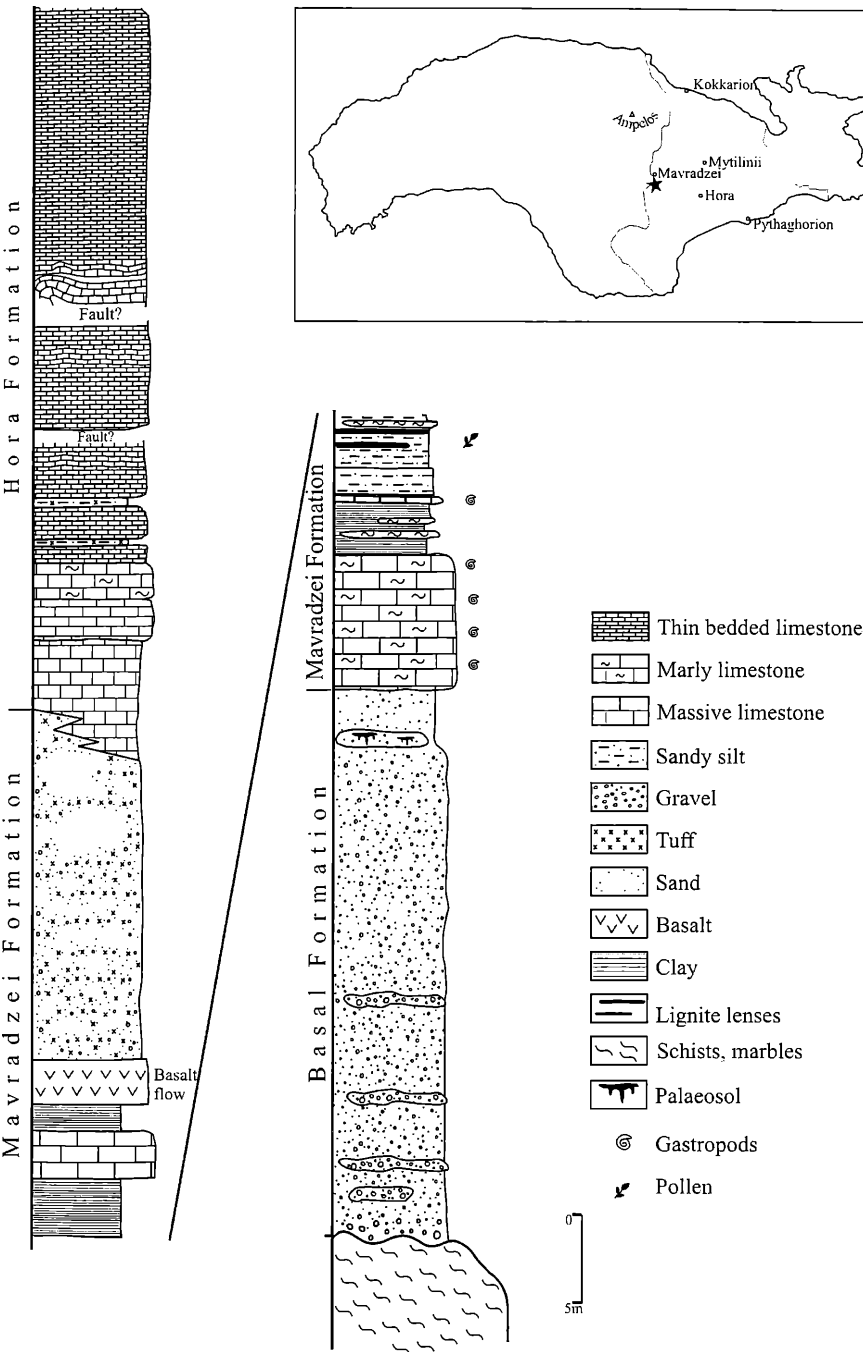 Hora Formation
Fault?
Fault?
Mavradzei Formation
Basalt
flow
Kokkarion
Ampelos
Mytilinii
Mavradzei
Hora
Pythaghorion
Mavradzei Formation
Basal Formation
Thin bedded limestone
Marly limestone
Massive limestone
Sandy silt
Gravel
Tuff
Sand
Basalt
Clay
Lignite lenses
Schists, marbles
Palaeosol
Gastropods
Pollen
0
5m